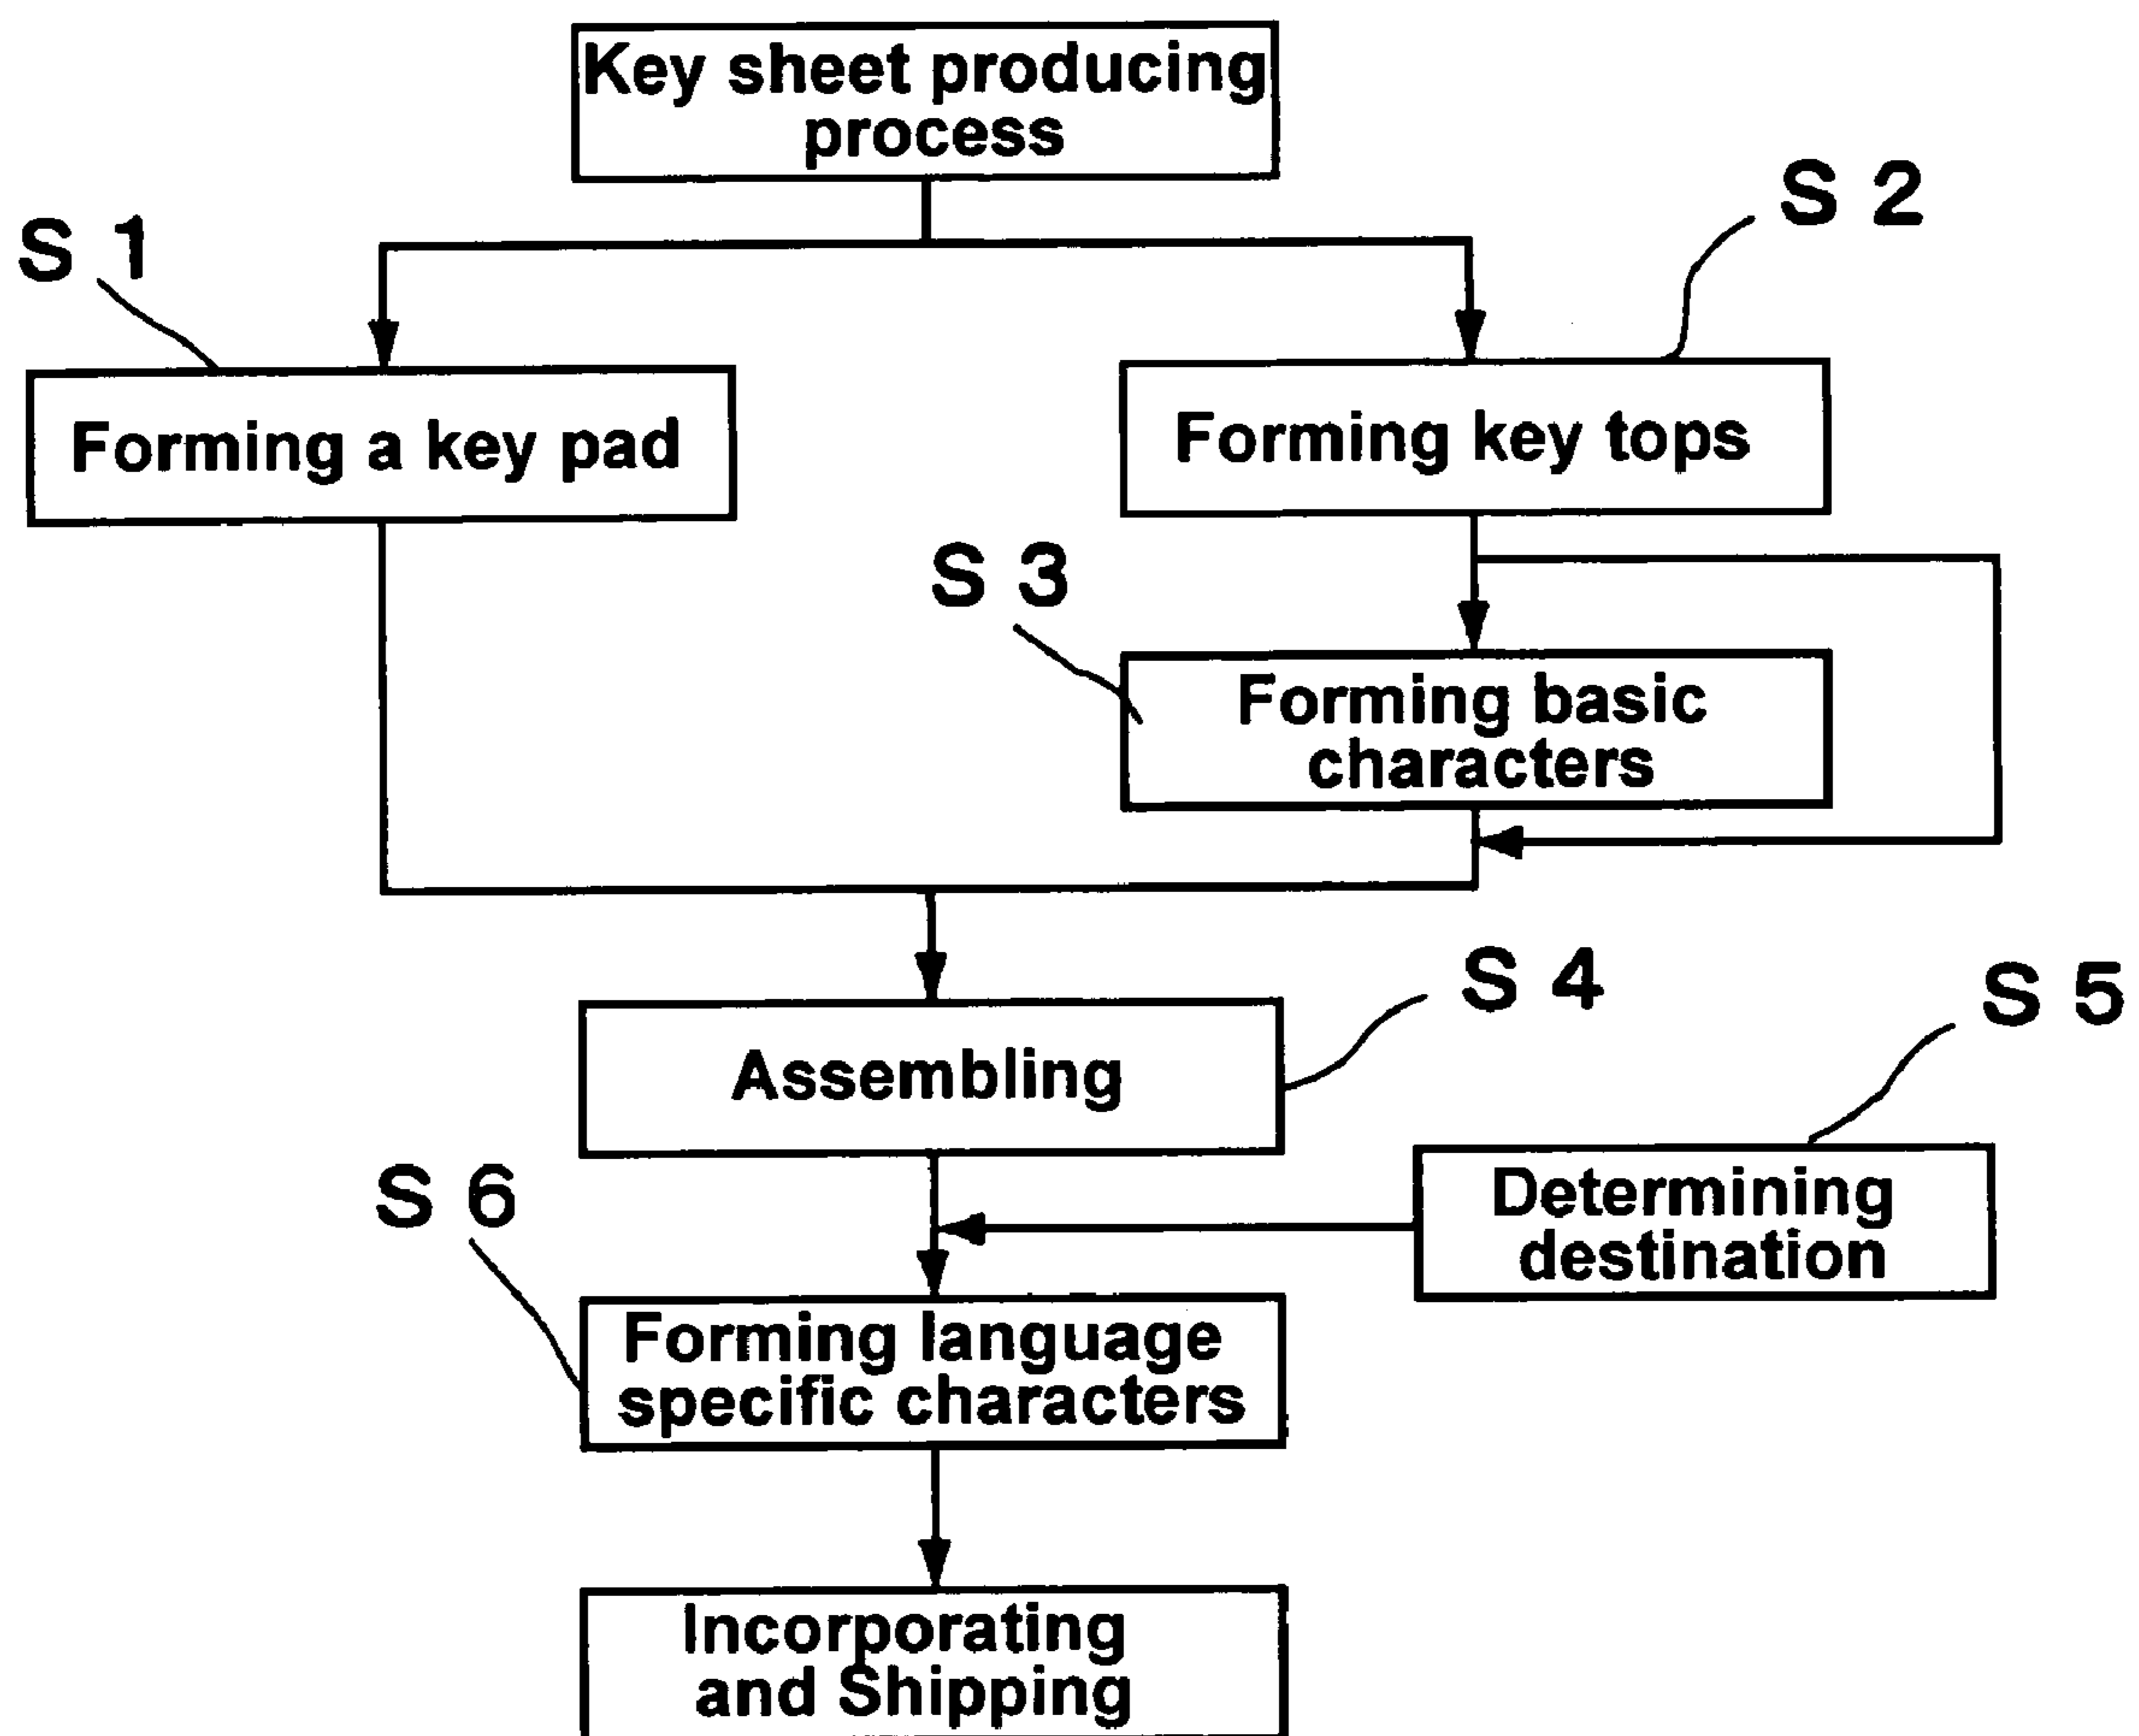 Key sheet producing
process
S 1
S 2
Forming a key pad
Forming key tops
S 3
Forming basic
characters
S 4
S 5
Assembling
S 6
Determining
destination
Forming language
specific characters
Incorporating
and Shipping